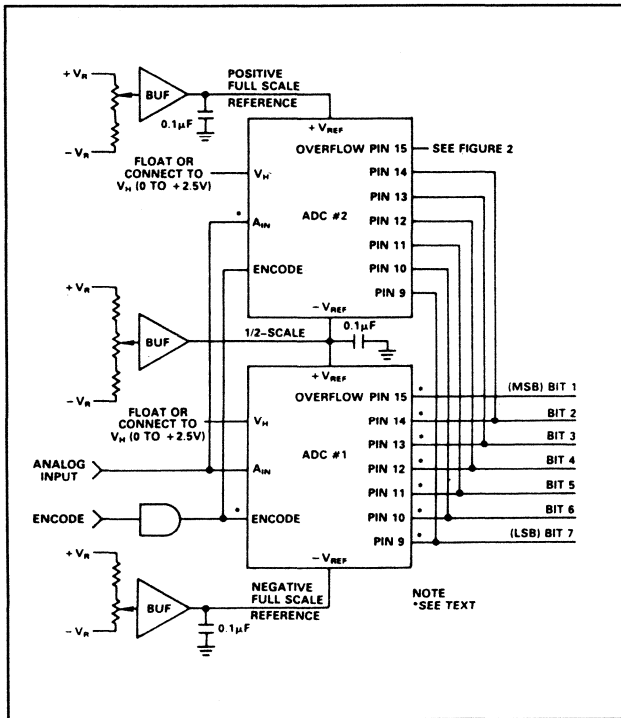 + VR
BUF
POSITIVE
FULL SCALE
REFERENCE
0.1μF
- VR
+ VREF
OVERFLOW PIN 15
SEE FIGURE 2
FLOAT OR
CONNECT TO
VH (0 TO +2.5V)
VH
PIN 14
PIN 13
* AIN
ADC #2
PIN 12
PIN 11
ENCODE
PIN 10
PIN 9
+ VR
- VREF
BUF
1/2-SCALE
0.1μF
- VR
+ VREF
OVERFLOW PIN 15 *
(MSB) BIT 1
FLOAT OR
CONNECT TO
VH (0 TO +2.5V)
VH
PIN 14 *
BIT 2
PIN 13 *
BIT 3
ANALOG
INPUT
AIN
ADC #1
PIN 12 *
BIT 4
PIN 11 *
BIT 5
ENCODE
* ENCODE
PIN 10 *
BIT 6
PIN 9 *
(LSB) BIT 7
+ VR
- VREF
BUF
NEGATIVE
FULL SCALE
REFERENCE
0.1μF
- VR
NOTE
*SEE TEXT